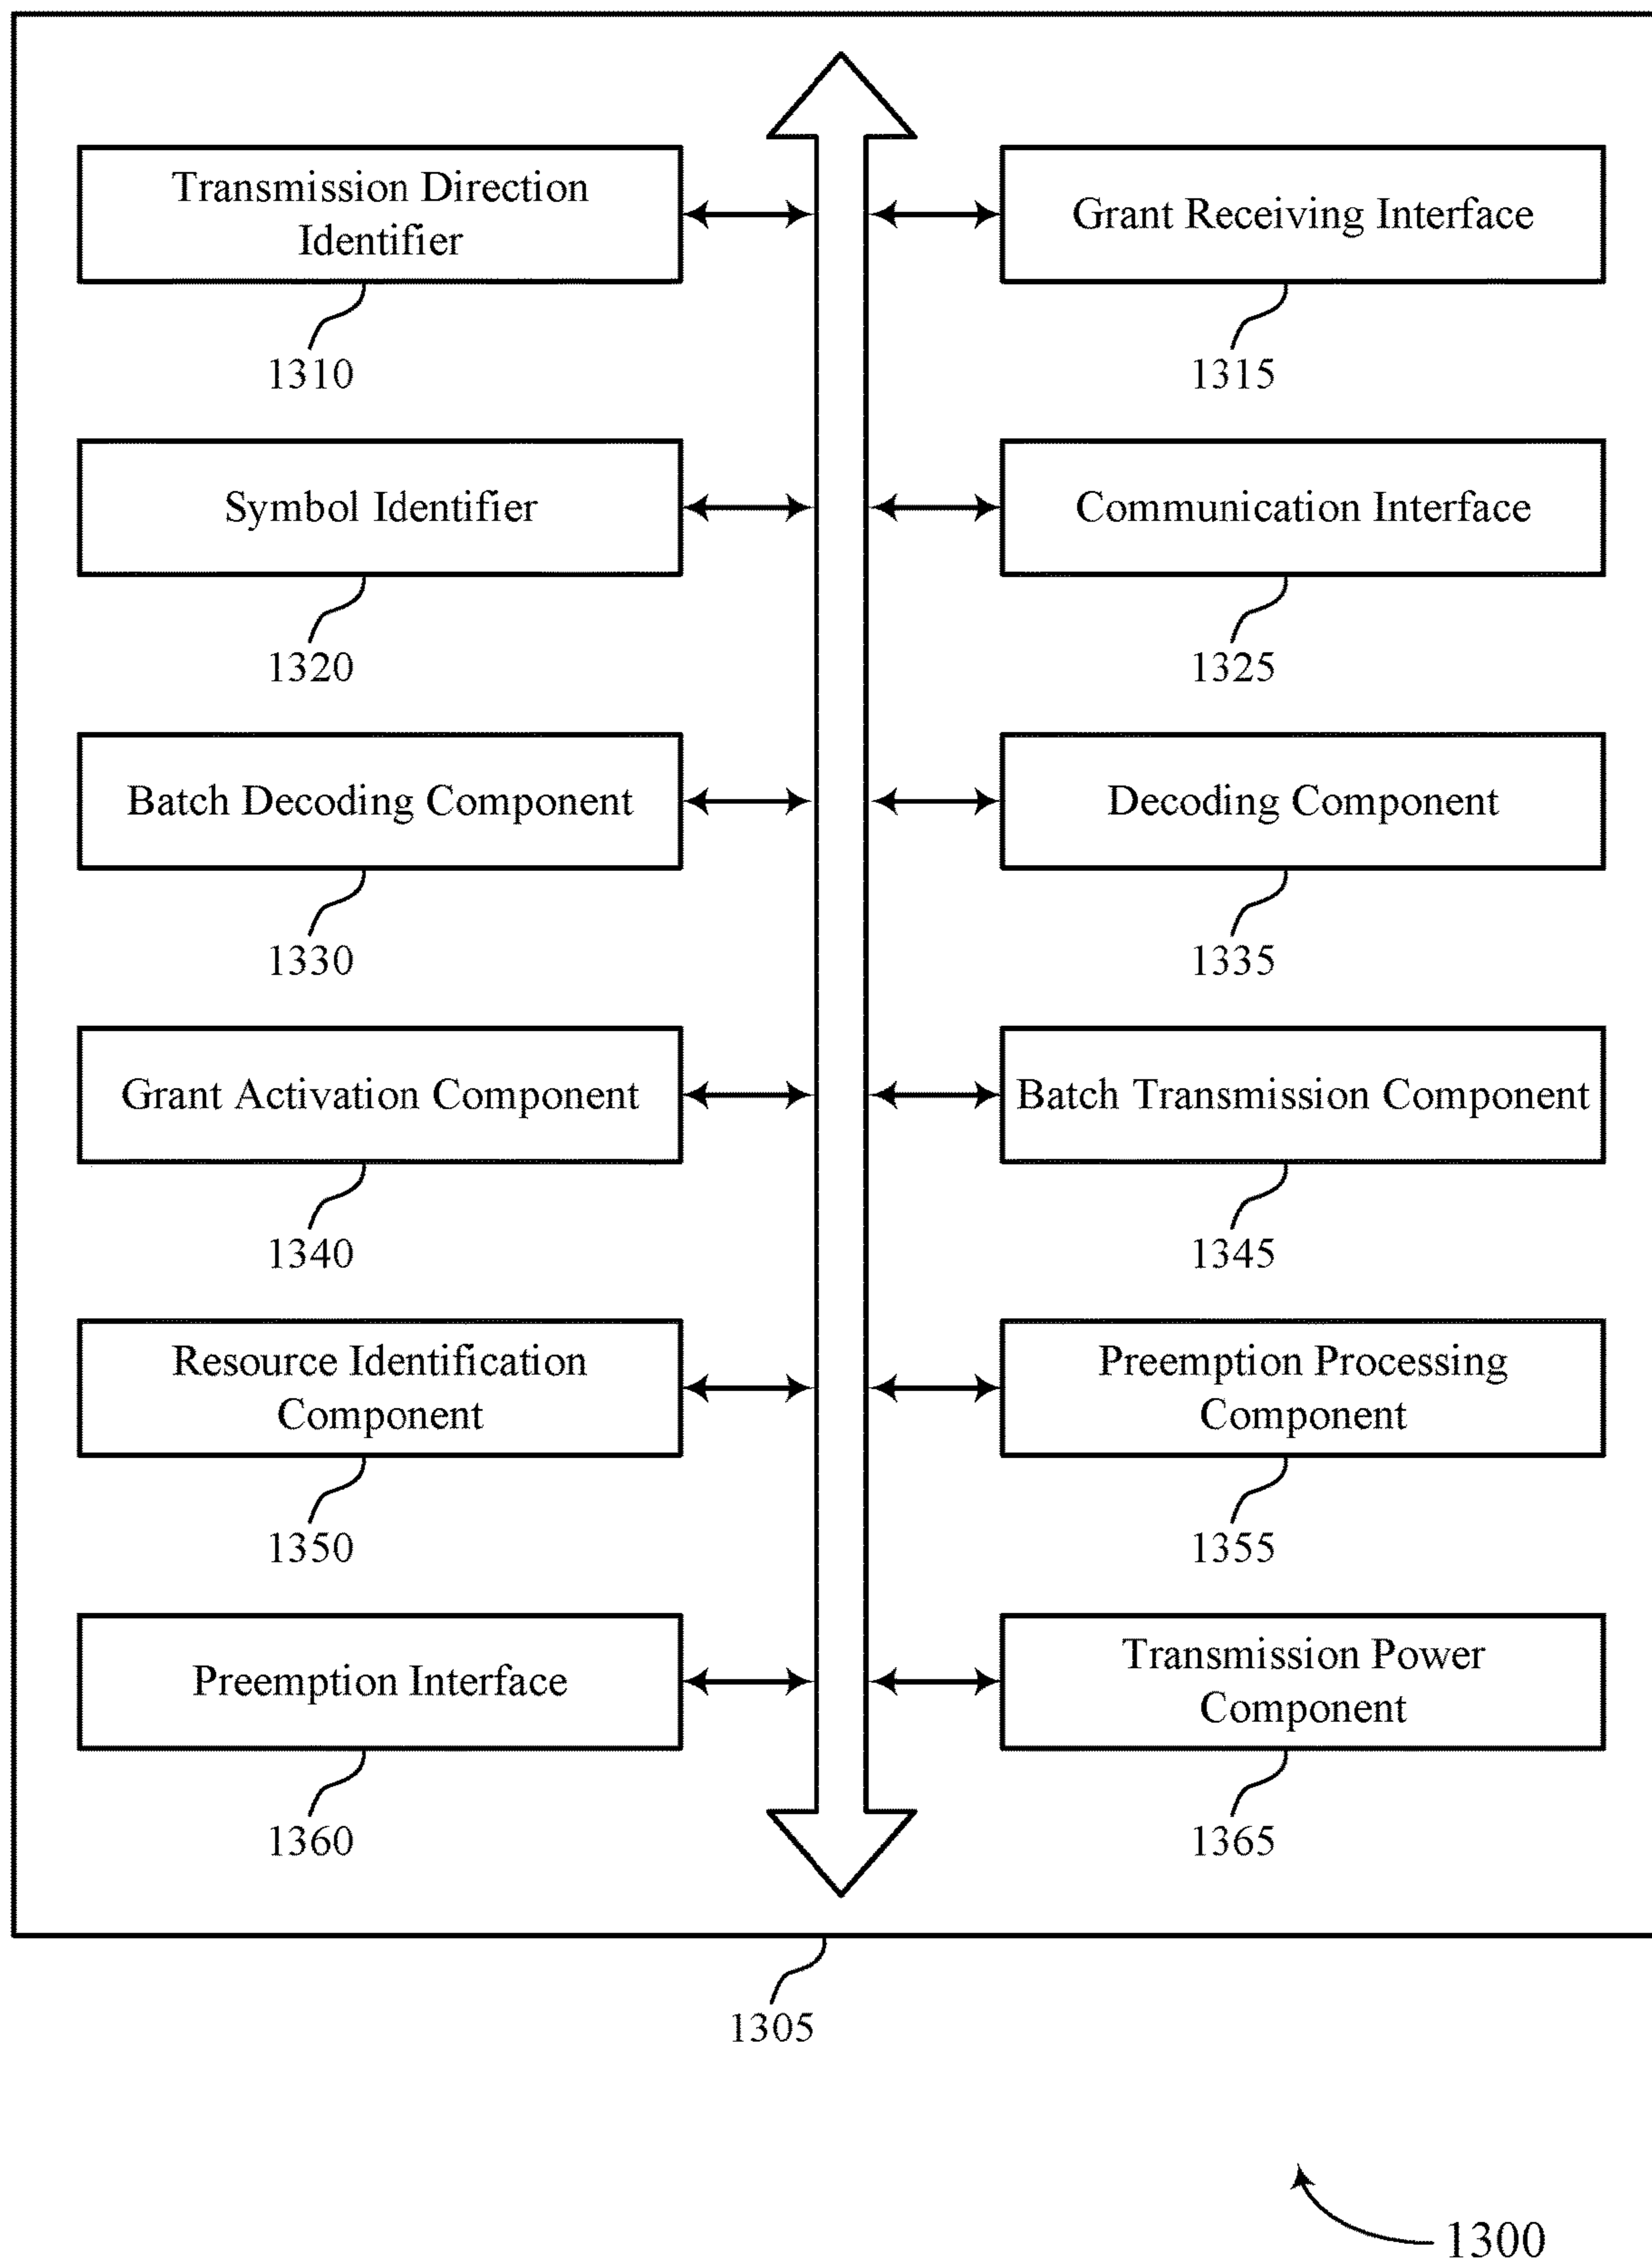 Transmission Direction
Identifier
1310
Grant Receiving Interface
1315
Symbol Identifier
1320
Communication Interface
1325
Batch Decoding Component
1330
Decoding Component
1335
Grant Activation Component
1340
Batch Transmission Component
1345
Resource Identification
Component
1350
Preemption Processing
Component
1355
Preemption Interface
1360
Transmission Power
Component
1365
1305
1300